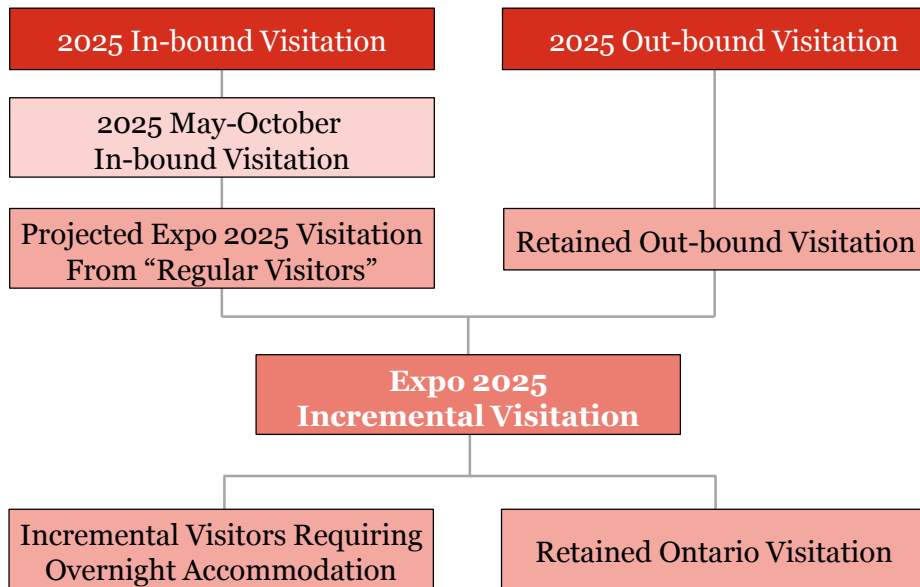 2025 In-bound Visitation
2025 Out-bound Visitation
2025 May-October
In-bound Visitation
Projected Expo 2025 Visitation
From “Regular Visitors”
Retained Out-bound Visitation
Expo 2025
Incremental Visitation
Incremental Visitors Requiring
Overnight Accommodation
Retained Ontario Visitation